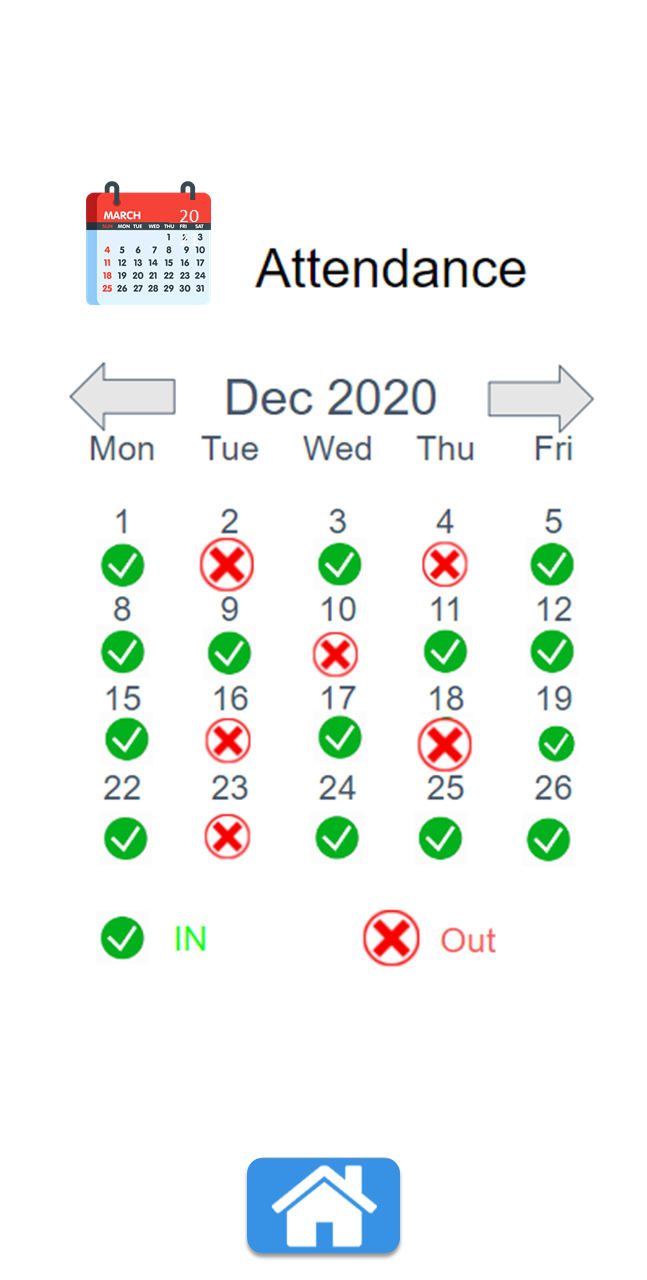 MARCH 20
SUN MON TUE WED THU FRI SAT
1 2 3
4 5 6 7 8 9 10
11 12 13 14 15 16 17
18 19 20 21 22 23 24
25 26 27 28 29 30 31
Attendance
Dec 2020
Mon Tue Wed Thu Fri
1 2 3 4 5
8 9 10 11 12
15 16 17 18 19
22 23 24 25 26
IN Out